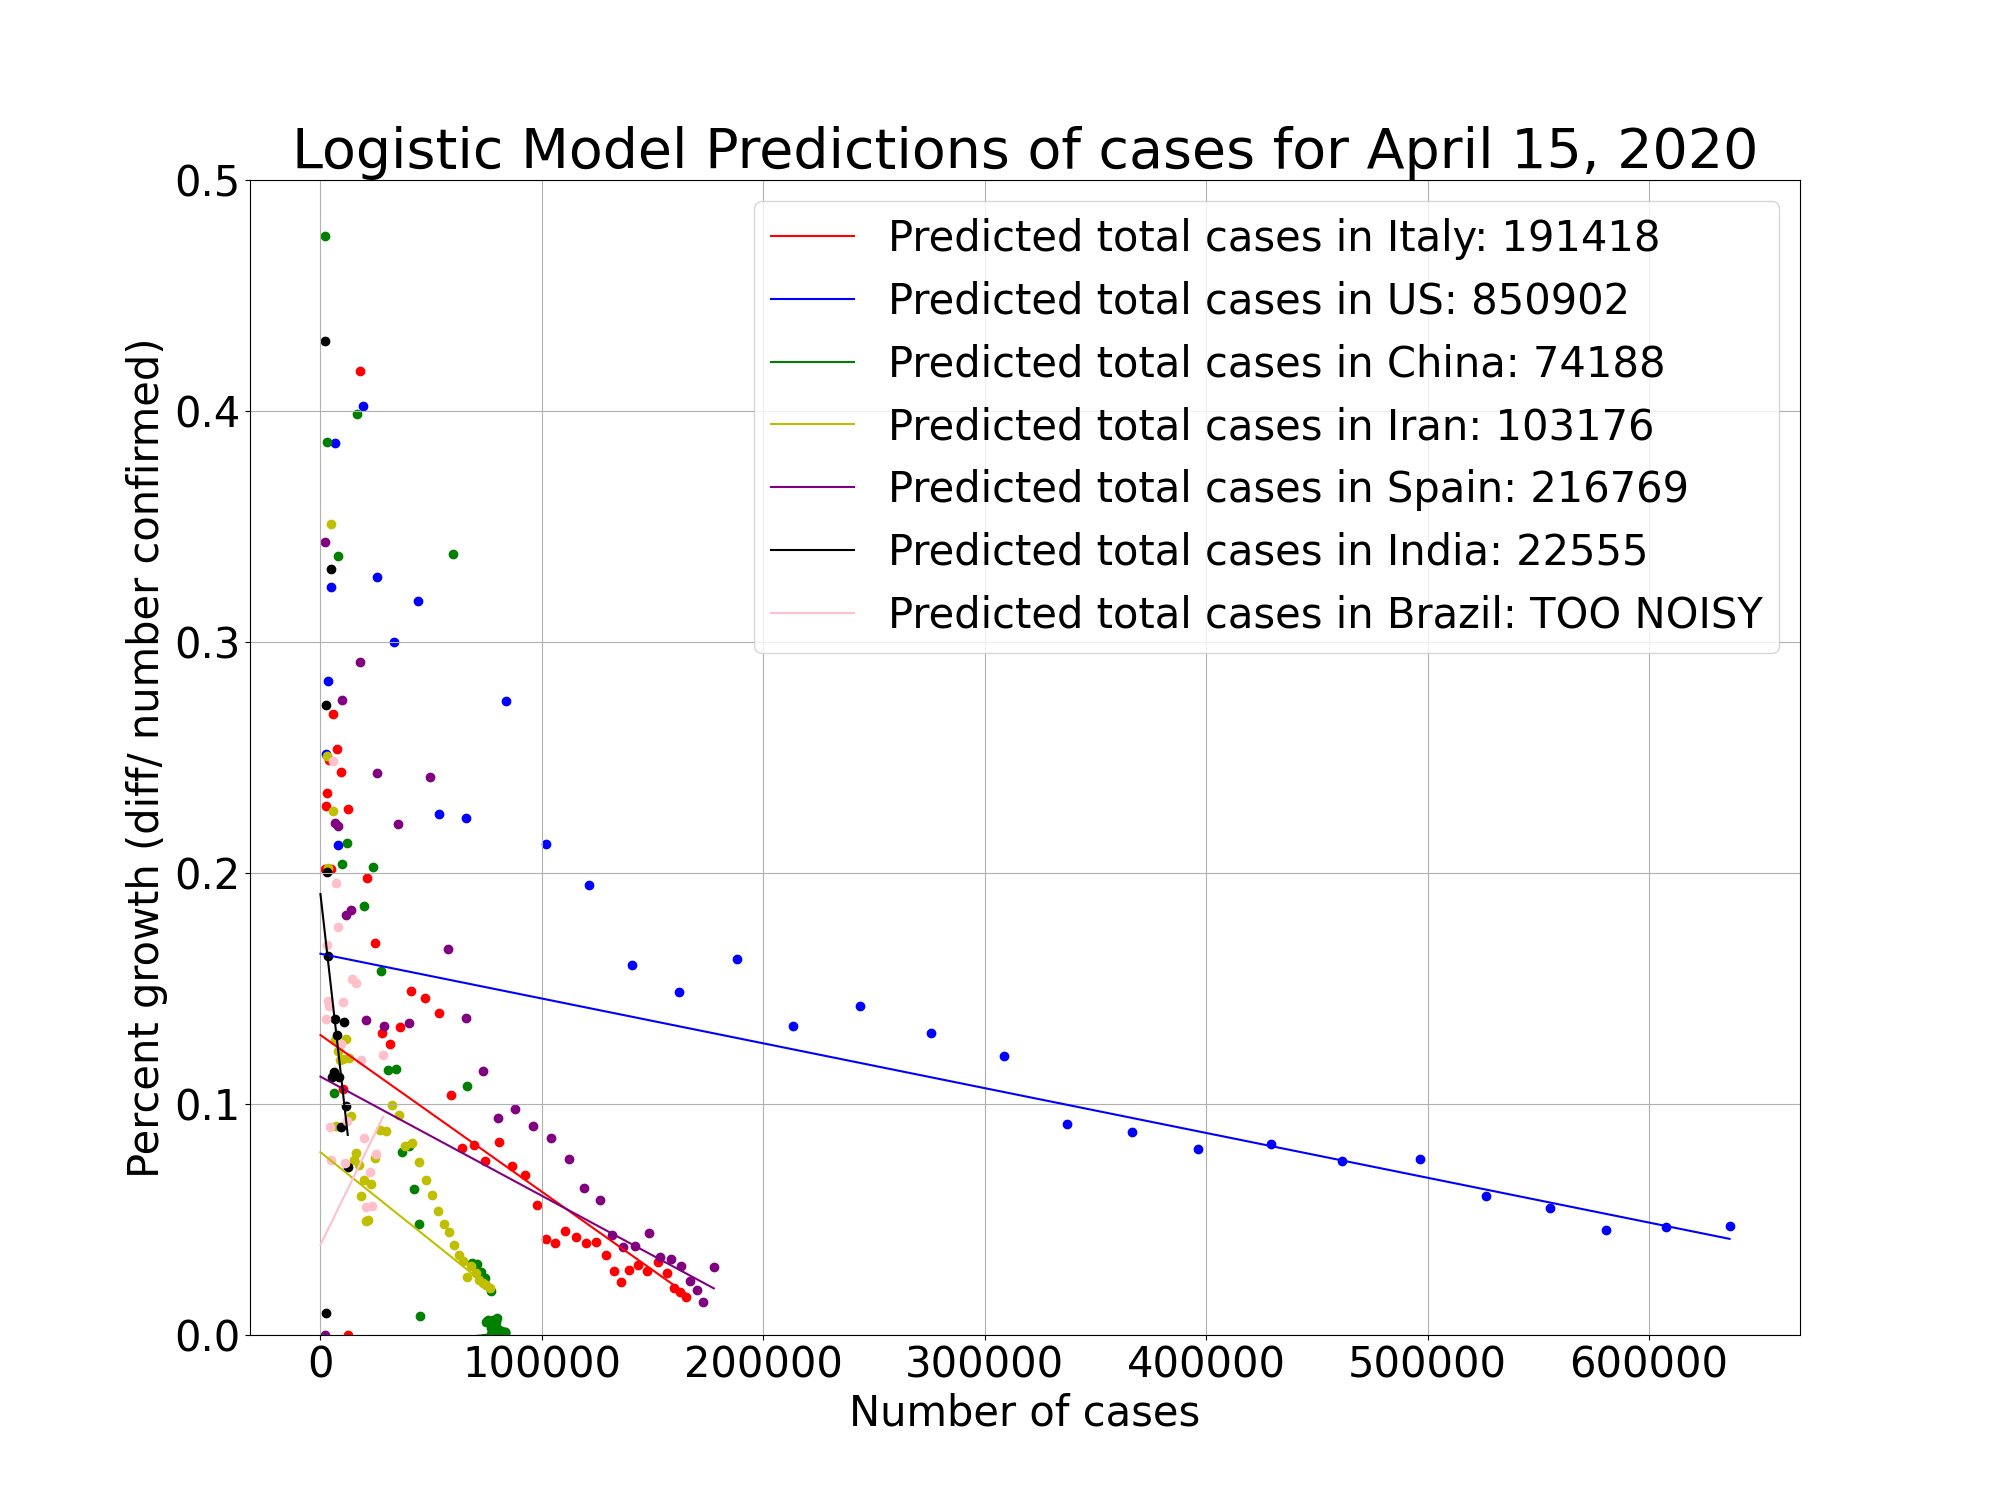 Logistic Model Predictions of cases for April 15, 2020
0.5
0.4
0.3
0.2
0.1
0.0
Percent growth (diff/ number confirmed)
Predicted total cases in Italy: 191418
Predicted total cases in US: 850902
Predicted total cases in China: 74188
Predicted total cases in Iran: 103176
Predicted total cases in Spain: 216769
Predicted total cases in India: 22555
Predicted total cases in Brazil: TOO NOISY
0 100000 200000 300000 400000 500000 600000
Number of cases